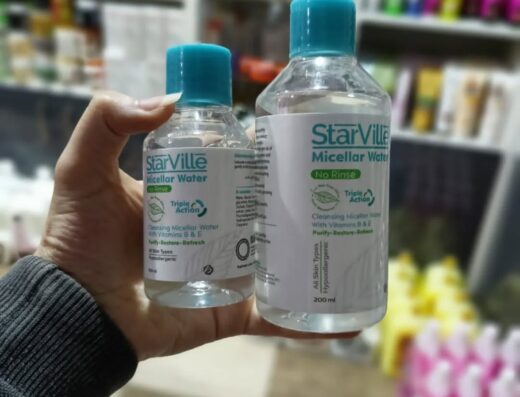 StarVille
Micellar Water
No Rinse
Triple
Action
Cleansing Micellar Water
With Vitamins B & E
Purify-Restore-Refresh
All Skin Types
Hypoallergenic
StarVille
Micellar Water
No Rinse
Triple
Action
Cleansing Micellar Water
With Vitamins B & E
Purify-Restore-Refresh
All Skin Types
Hypoallergenic
200 ml